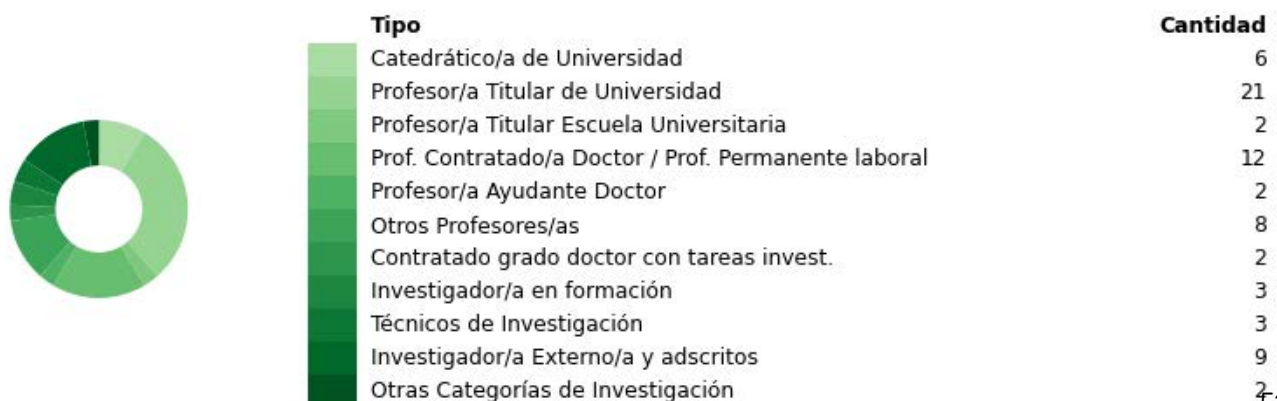 Tipo Cantidad
Catedrático/a de Universidad 6
Profesor/a Titular de Universidad 21
Profesor/a Titular Escuela Universitaria 2
Prof. Contratado/a Doctor / Prof. Permanente laboral 12
Profesor/a Ayudante Doctor 2
Otros Profesores/as 8
Contratado grado doctor con tareas invest. 2
Investigador/a en formación 3
Técnicos de Investigación 3
Investigador/a Externo/a y adscritos 9
Otras Categorías de Investigación 2